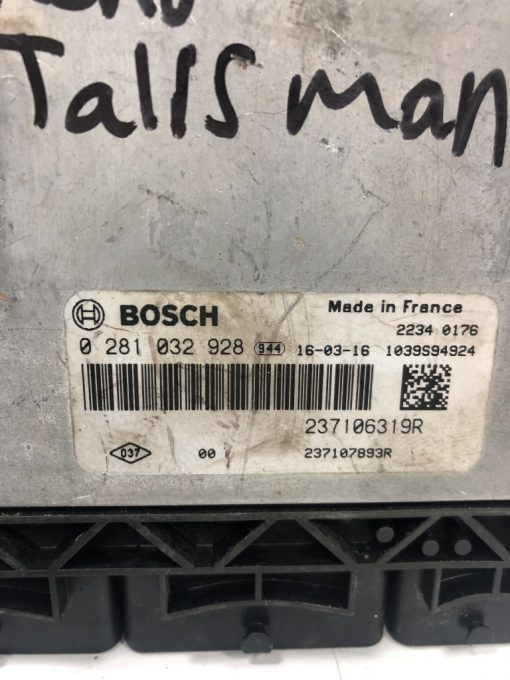 Talisman
BOSCH
Made in France
2234 0176
0 281 032 928 944 16-03-16 1039S94924
237106319R
037 00 237107893R